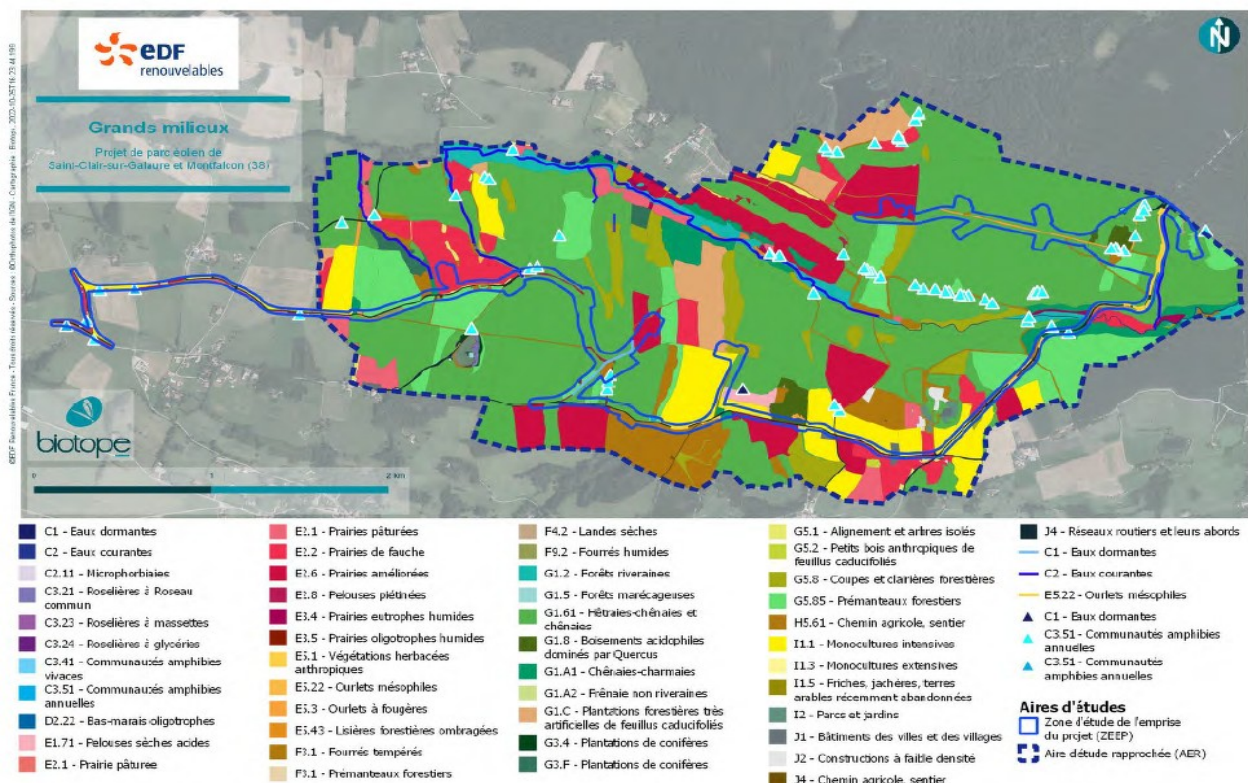 eDF
renouvelables
Grands milieux
Projet de parc éolien de
Saint-Clair-sur-Galaure et Montfalcon (38)
©EDF Renouvelables France - Tous droits réservés - Sources : ©Orthophotos de l'IGN - Cartographie : Biotope,
N
biotope
0 1 2 km
C1 - Eaux dormantes
C2 - Eaux courantes
C2.11 - Microphorbiaies
C3.21 - Roselières à Roseau
commun
C3.23 - Roselières à massettes
C3.24 - Roselières à glycéries
C3.41 - Communautés amphibies
vivaces
C3.51 - Communautés amphibies
annuelles
D2.22 - Bas-marais oligotrophes
E1.71 - Pelouses sèches acides
E2.1 - Prairie pâturée
E2.1 - Prairies pâturées
E2.2 - Prairies de fauche
E2.6 - Prairies améliorées
E2.8 - Pelouses piétinées
E3.4 - Prairies eutrophes humides
E3.5 - Prairies oligotrophes humides
E5.1 - Végétations herbacées
anthropiques
E5.22 - Ourlets mésophiles
E5.3 - Ourlets à fougères
E5.43 - Lisières forestières ombragées
F3.1 - Fourrés tempérés
F3.1 - Prémanteaux forestiers
F4.2 - Landes sèches
F9.2 - Fourrés humides
G1.2 - Forêts riveraines
G1.5 - Forêts marécageuses
G1.61 - Hêtraies-chênaies et
chênaies
G1.8 - Boisements acidophiles
dominés par Quercus
G1.A1 - Chênaies-charmaies
G1.A2 - Frênaie non riveraines
G1.C - Plantations forestières très
artificielles de feuillus caducifoliés
G3.4 - Plantations de conifères
G3.F - Plantations de conifères
G5.1 - Alignement et arbres isolés
G5.2 - Petits bois anthropiques de
feuillus caducifoliés
G5.8 - Coupes et clairières forestières
G5.85 - Prémanteaux forestiers
H5.61 - Chemin agricole, sentier
I1.1 - Monocultures intensives
I1.3 - Monocultures extensives
I1.5 - Friches, jachères, terres
arables récemment abandonnées
I2 - Parcs et jardins
J1 - Bâtiments des villes et des villages
J2 - Constructions à faible densité
J4 - Chemin agricole, sentier
J4 - Réseaux routiers et leurs abords
C1 - Eaux dormantes
C2 - Eaux courantes
E5.22 - Ourlets mésophiles
C1 - Eaux dormantes
C3.51 - Communautés amphibies
annuelles
C3.51 - Communautés
amphibies annuelles
Aires d'études
Zone d'étude de l'emprise
du projet (ZEEP)
Aire d'étude rapprochée (AER)